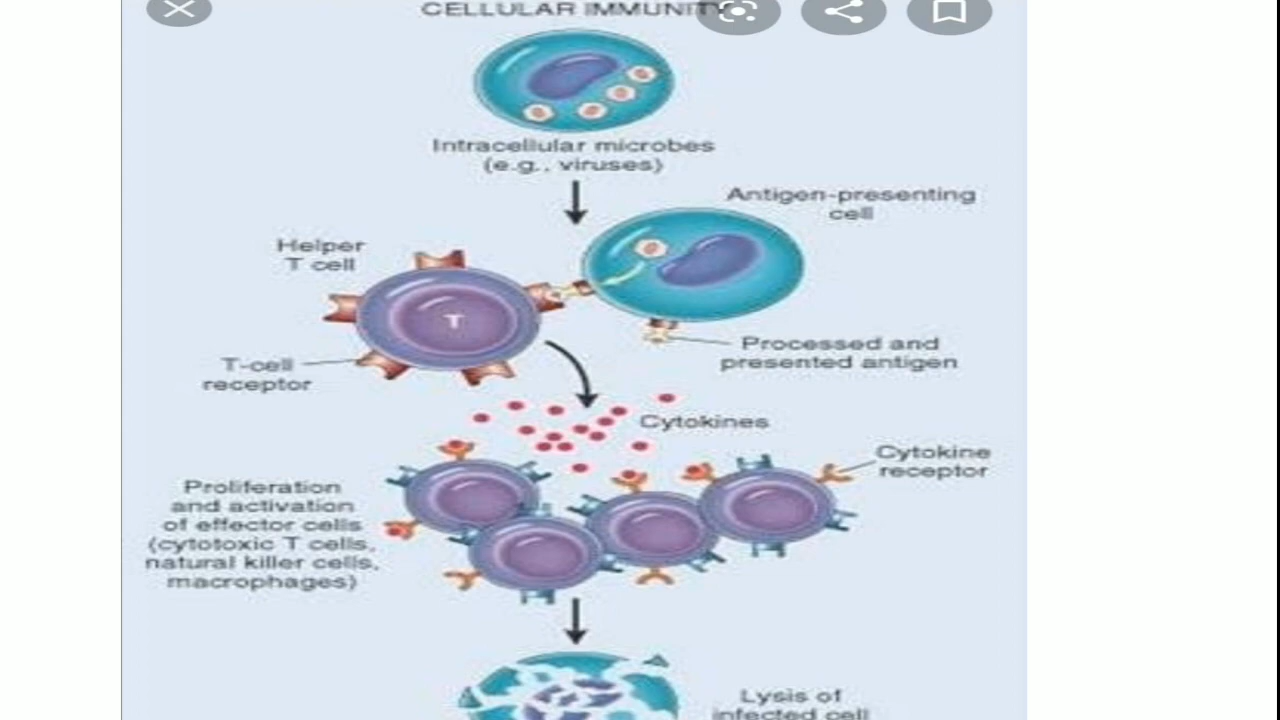 CELLULAR IMMUNITY
Intracellular microbes
(e.g., viruses)
Antigen-presenting
cell
Helper
T cell
T
Processed and
presented antigen
T-cell
receptor
Cytokines
Cytokine
receptor
Proliferation
and activation
of effector cells
(cytotoxic T cells,
natural killer cells,
macrophages)
Lysis of
infected cell